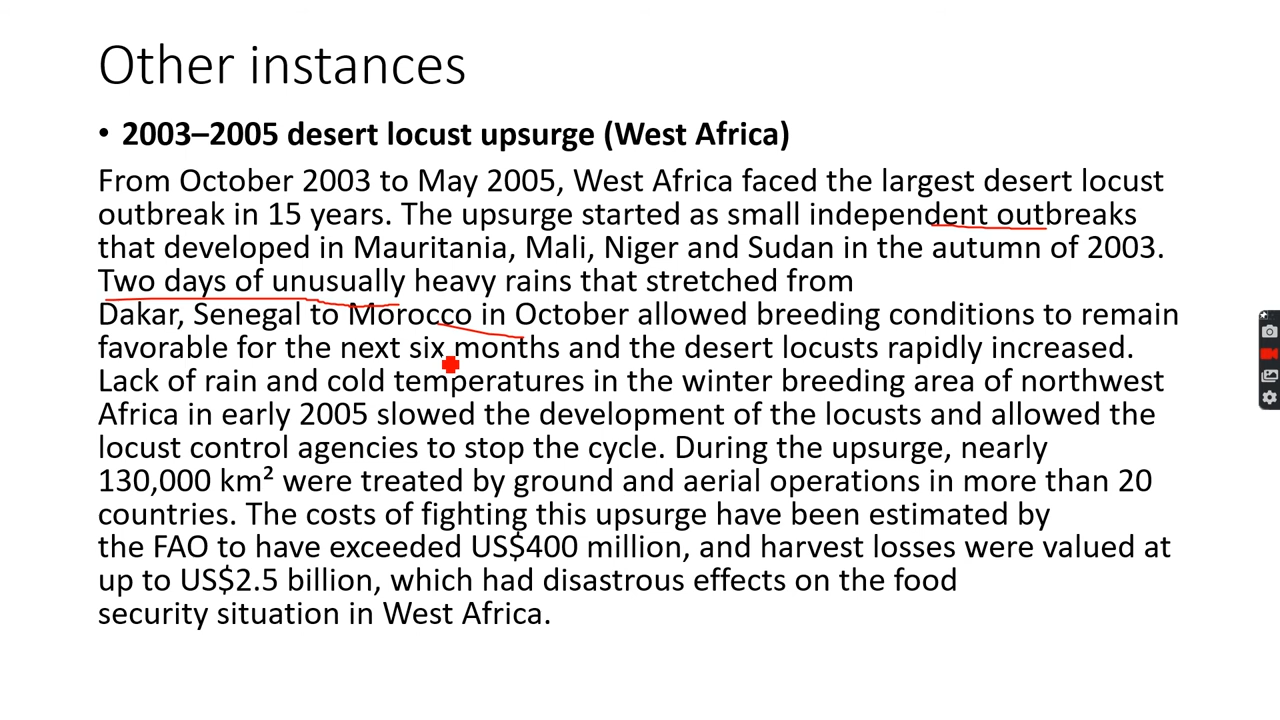 Other instances
• 2003–2005 desert locust upsurge (West Africa)
From October 2003 to May 2005, West Africa faced the largest desert locust
outbreak in 15 years. The upsurge started as small independent outbreaks
that developed in Mauritania, Mali, Niger and Sudan in the autumn of 2003.
Two days of unusually heavy rains that stretched from
Dakar, Senegal to Morocco in October allowed breeding conditions to remain
favorable for the next six months and the desert locusts rapidly increased.
Lack of rain and cold temperatures in the winter breeding area of northwest
Africa in early 2005 slowed the development of the locusts and allowed the
locust control agencies to stop the cycle. During the upsurge, nearly
130,000 km² were treated by ground and aerial operations in more than 20
countries. The costs of fighting this upsurge have been estimated by
the FAO to have exceeded US$400 million, and harvest losses were valued at
up to US$2.5 billion, which had disastrous effects on the food
security situation in West Africa.